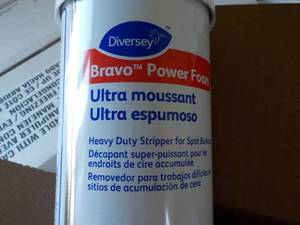 Diversey
Bravo™ Power Foam
Ultra moussant
Ultra espumoso
Heavy Duty Stripper for Spot
Décapant super-puissant pour les
endroits de cire accumulée
Removedor para trabajos difíciles
sitios de acumulación de cera